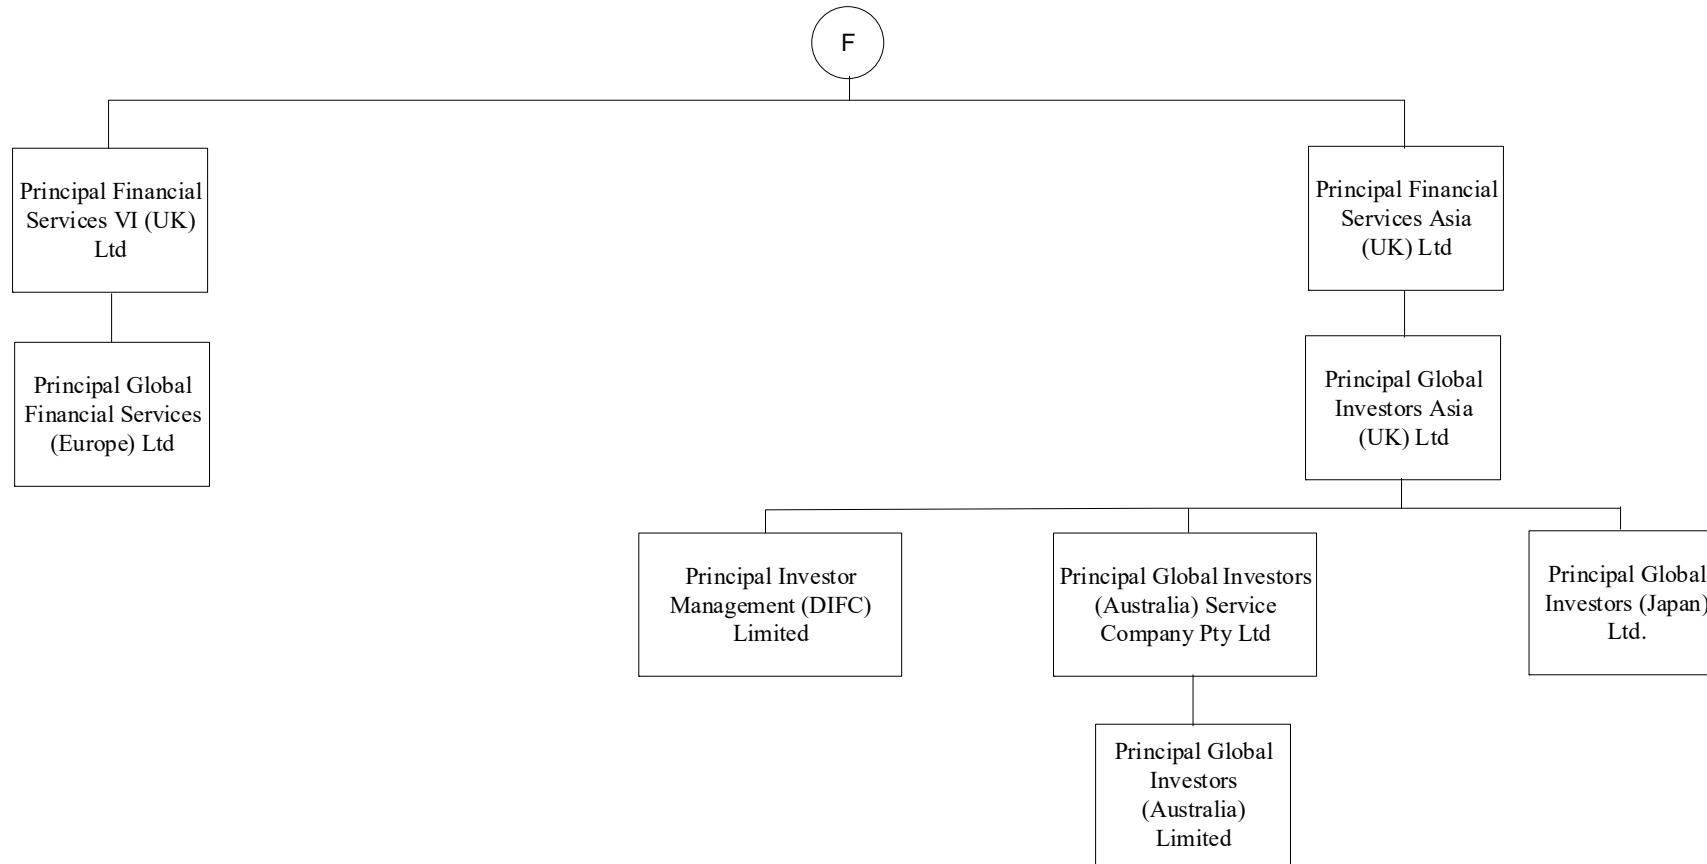 F
Principal Financial
Services VI (UK)
Ltd
Principal Financial
Services Asia
(UK) Ltd
Principal Global
Financial Services
(Europe) Ltd
Principal Global
Investors Asia
(UK) Ltd
Principal Investor
Management (DIFC)
Limited
Principal Global Investors
(Australia) Service
Company Pty Ltd
Principal Global
Investors (Japan)
Ltd.
Principal Global
Investors
(Australia)
Limited